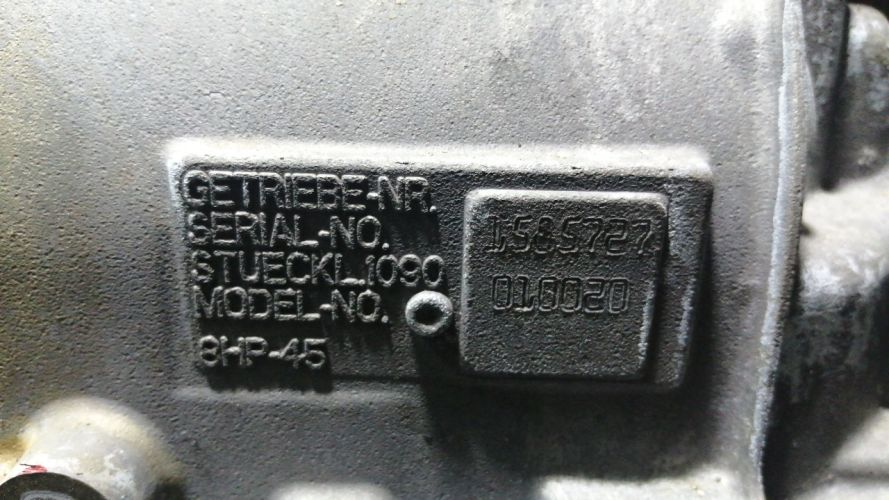 GETRIEBE-NR.
SERIAL-NO. 1585727
STUECKL.1090
MODEL-NO. 010020
8HP-45